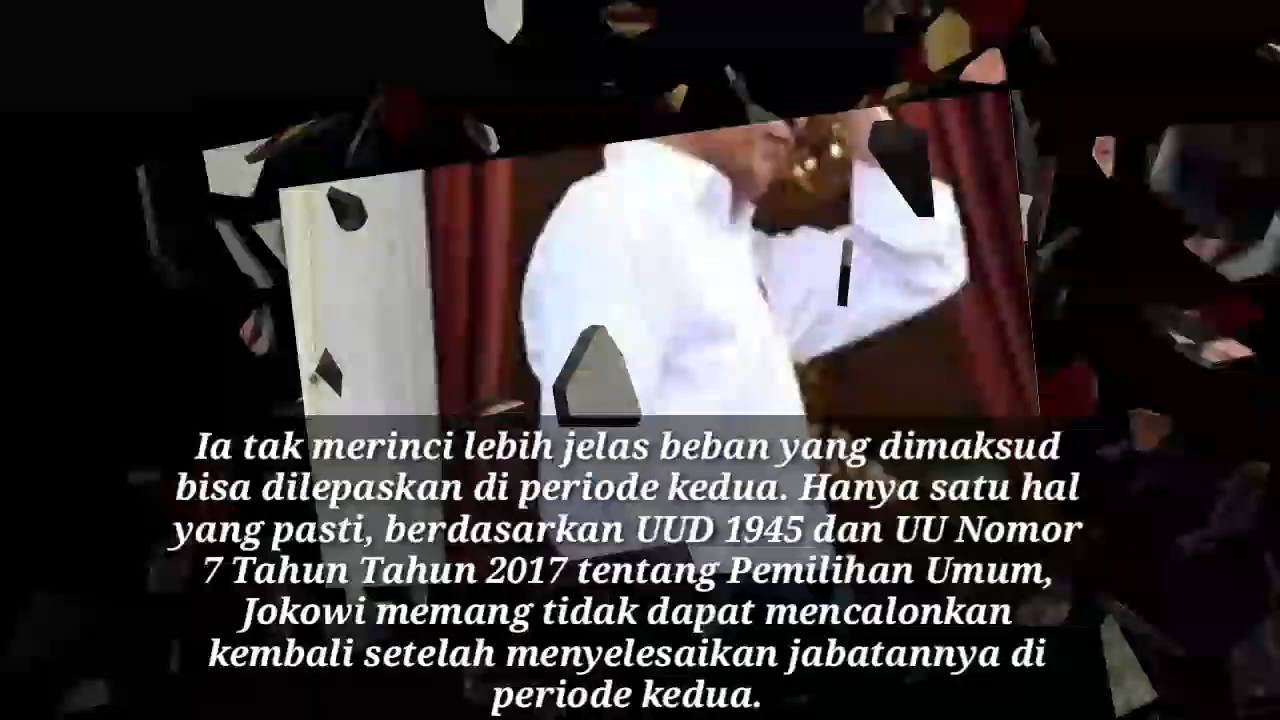 Ia tak merinci lebih jelas beban yang dimaksud
bisa dilepaskan di periode kedua. Hanya satu hal
yang pasti, berdasarkan UUD 1945 dan UU Nomor
7 Tahun Tahun 2017 tentang Pemilihan Umum,
Jokowi memang tidak dapat mencalonkan
kembali setelah menyelesaikan jabatannya di
periode kedua.